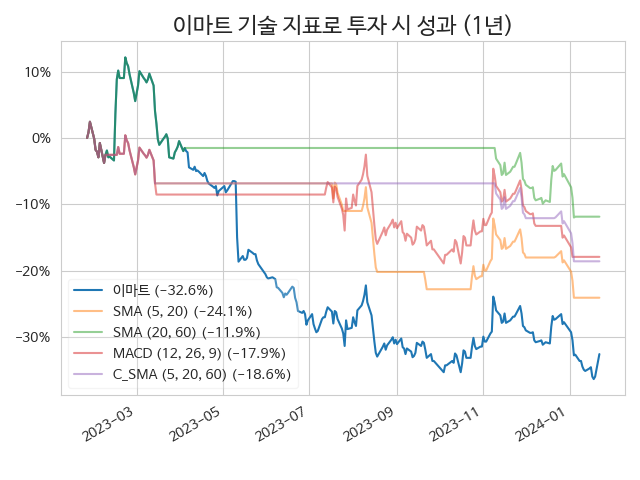 이마트 기술 지표로 투자 시 성과 (1년)
10%
0%
−10%
−20%
−30%
이마트 (−32.6%)
SMA (5, 20) (−24.1%)
SMA (20, 60) (−11.9%)
MACD (12, 26, 9) (−17.9%)
C_SMA (5, 20, 60) (−18.6%)
2023−03
2023−05
2023−07
2023−09
2023−11
2024−01